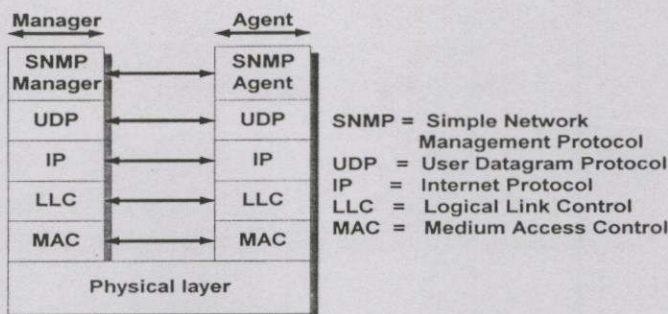 Manager Agent
SNMP Manager SNMP Agent
UDP UDP
IP IP
LLC LLC
MAC MAC
Physical layer
SNMP = Simple Network
Management Protocol
UDP = User Datagram Protocol
IP = Internet Protocol
LLC = Logical Link Control
MAC = Medium Access Control